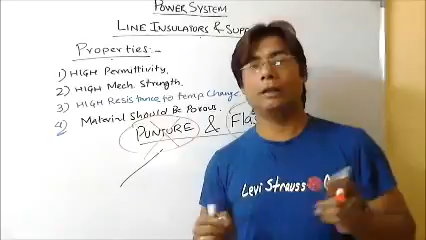 POWER SYSTEM
LINE INSULATORS & SUPP
Properties:-
1) HIGH Permittivity.
2) HIGH Mech. Strength.
3) HIGH Resistance to temp Change.
4) Material Should Be Porous.
PUNTURE & Flas
Levi Strauss